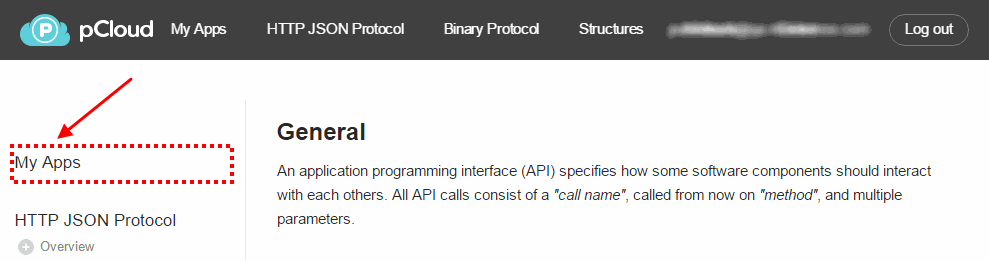 P pCloud My Apps HTTP JSON Protocol Binary Protocol Structures Log out
My Apps
HTTP JSON Protocol
Overview
General
An application programming interface (API) specifies how some software components should interact
with each others. All API calls consist of a "call name", called from now on "method", and multiple
parameters.